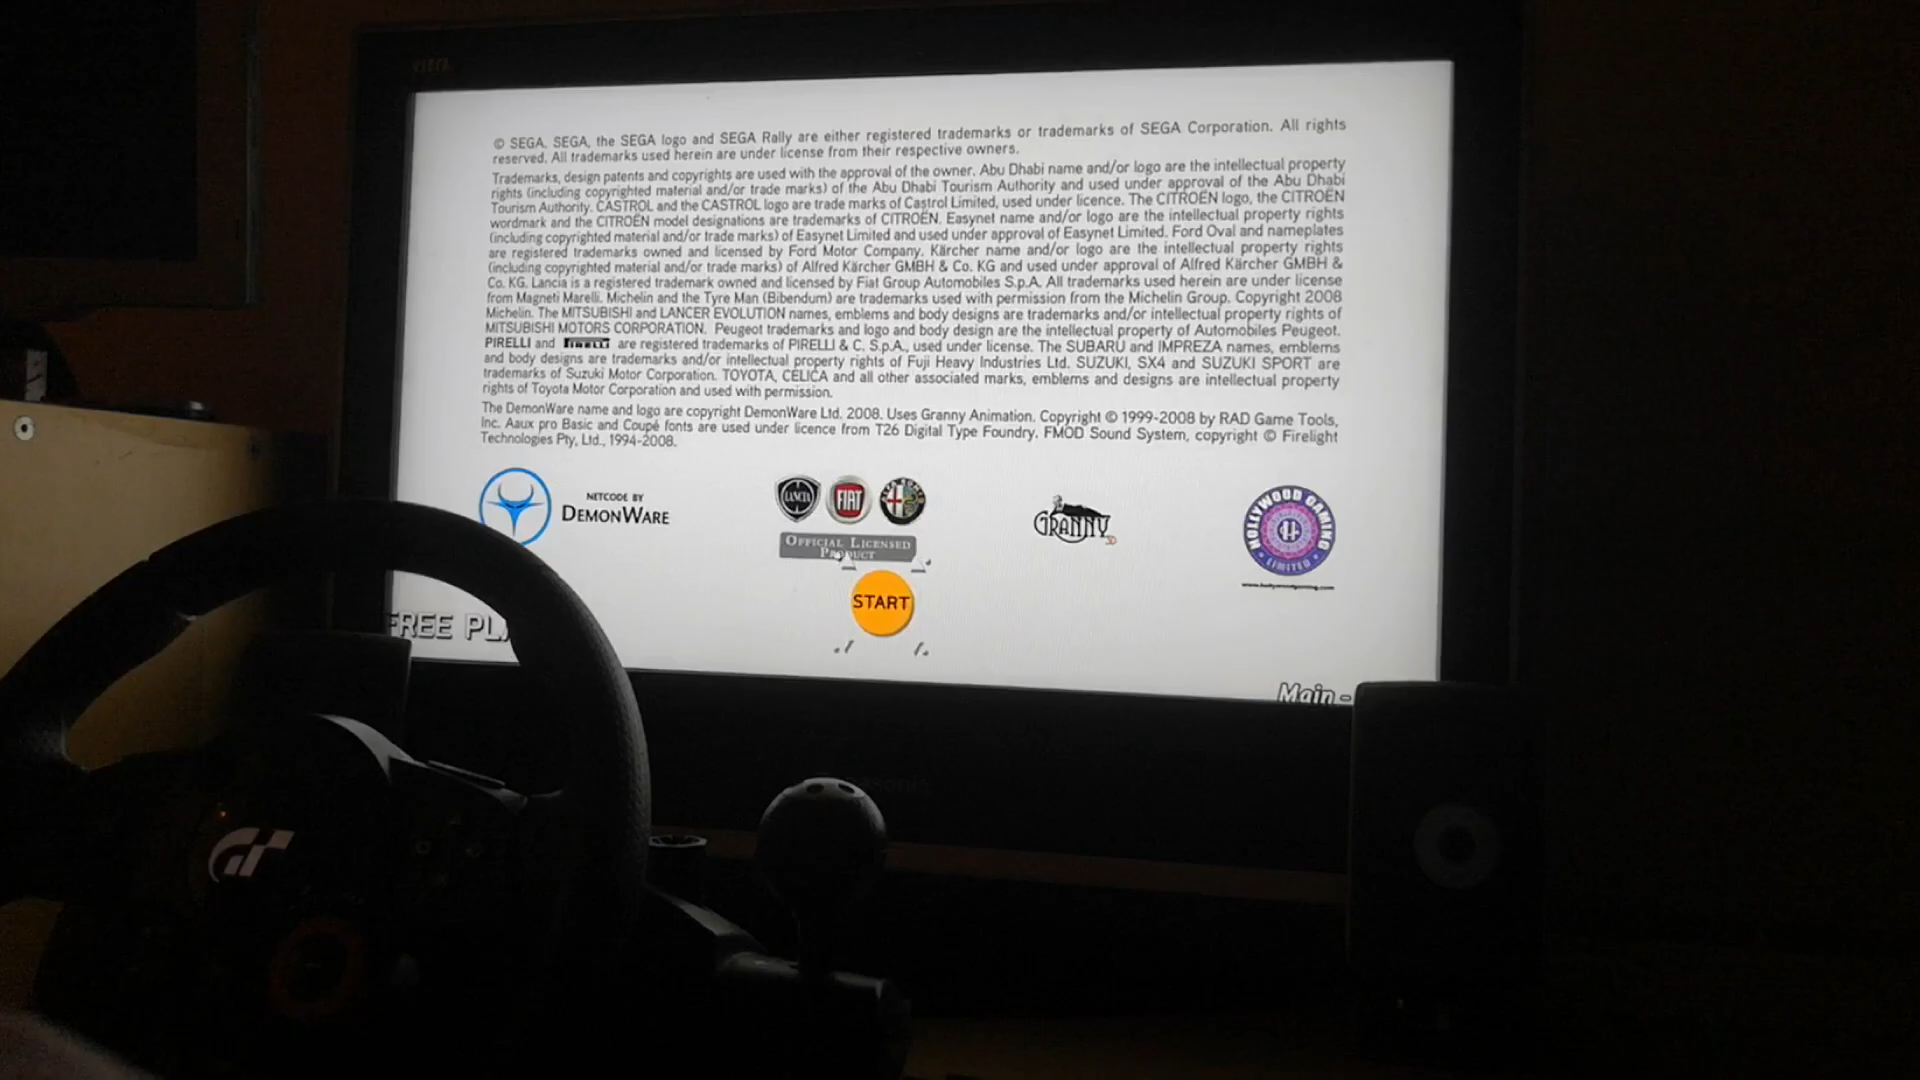 VIERA
© SEGA. SEGA, the SEGA logo and SEGA Rally are either registered trademarks or trademarks of SEGA Corporation. All rights
reserved. All trademarks used herein are under license from their respective owners.
Trademarks, design patents and copyrights are used with the approval of the owner. Abu Dhabi name and/or logo are the intellectual property
rights (including copyrighted material and/or trade marks) of the Abu Dhabi Tourism Authority and used under approval of the Abu Dhabi
Tourism Authority. CASTROL and the CASTROL logo are trade marks of Castrol Limited, used under licence. The CITROËN logo, the CITROËN
wordmark and the CITROËN model designations are trademarks of CITROËN. Easynet name and/or logo are the intellectual property rights
(including copyrighted material and/or trade marks) of Easynet Limited and used under approval of Easynet Limited. Ford Oval and nameplates
are registered trademarks owned and licensed by Ford Motor Company. Kärcher name and/or logo are the intellectual property rights
(including copyrighted material and/or trade marks) of Alfred Kärcher GMBH & Co. KG and used under approval of Alfred Kärcher GMBH &
Co. KG. Lancia is a registered trademark owned and licensed by Fiat Group Automobiles S.p.A. All trademarks used herein are under license
from Magneti Marelli. Michelin and the Tyre Man (Bibendum) are trademarks used with permission from the Michelin Group. Copyright 2008
Michelin. The MITSUBISHI and LANCER EVOLUTION names, emblems and body designs are trademarks and/or intellectual property rights of
MITSUBISHI MOTORS CORPORATION. Peugeot trademarks and logo and body design are the intellectual property of Automobiles Peugeot.
PIRELLI and PIRELLI are registered trademarks of PIRELLI & C. S.p.A., used under license. The SUBARU and IMPREZA names, emblems
and body designs are trademarks and/or intellectual property rights of Fuji Heavy Industries Ltd. SUZUKI, SX4 and SUZUKI SPORT are
trademarks of Suzuki Motor Corporation. TOYOTA, CELICA and all other associated marks, emblems and designs are intellectual property
rights of Toyota Motor Corporation and used with permission.
The DemonWare name and logo are copyright DemonWare Ltd. 2008. Uses Granny Animation. Copyright © 1999-2008 by RAD Game Tools,
Inc. Aaux pro Basic and Coupé fonts are used under licence from T26 Digital Type Foundry. FMOD Sound System, copyright © Firelight
Technologies Pty, Ltd., 1994-2008.
NETCODE BY
DEMONWARE
LANCIA
FIAT
ALFA ROMEO
OFFICIAL LICENSED
PRODUCT
GRANNY 3D
HOLLYWOOD GAMING
H
LIMITED
START
FREE PL
Main -
Panasonic
GT